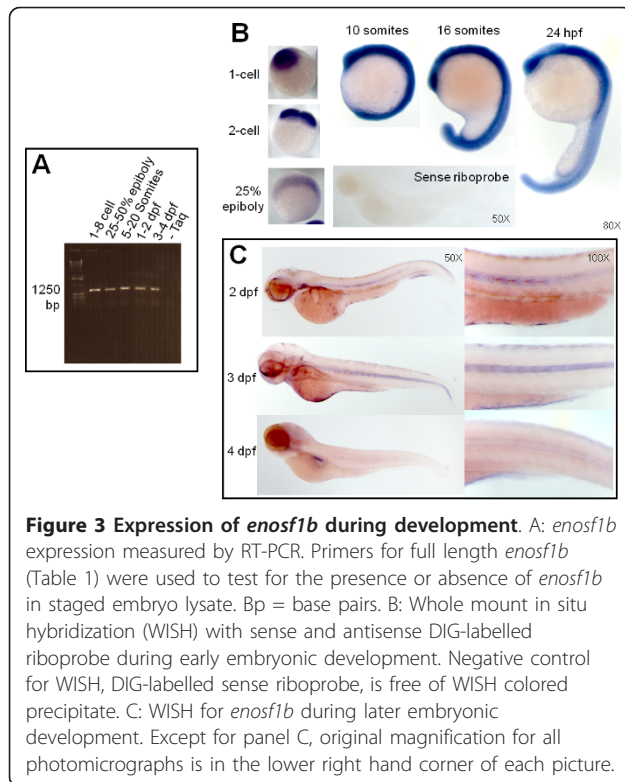 B
10 somites 16 somites 24 hpf
1-cell
2-cell
25%
epiboly
Sense riboprobe
50X
80X
A
1-8 cell
25-50% epiboly
5-20 Somites
1-2 dpf
3-4 dpf
- Taq
1250
bp
C
50X 100X
2 dpf
3 dpf
4 dpf
Figure 3 Expression of enosf1b during development. A: enosf1b
expression measured by RT-PCR. Primers for full length enosf1b
(Table 1) were used to test for the presence or absence of enosf1b
in staged embryo lysate. Bp = base pairs. B: Whole mount in situ
hybridization (WISH) with sense and antisense DIG-labelled
riboprobe during early embryonic development. Negative control
for WISH, DIG-labelled sense riboprobe, is free of WISH colored
precipitate. C: WISH for enosf1b during later embryonic
development. Except for panel C, original magnification for all
photomicrographs is in the lower right hand corner of each picture.